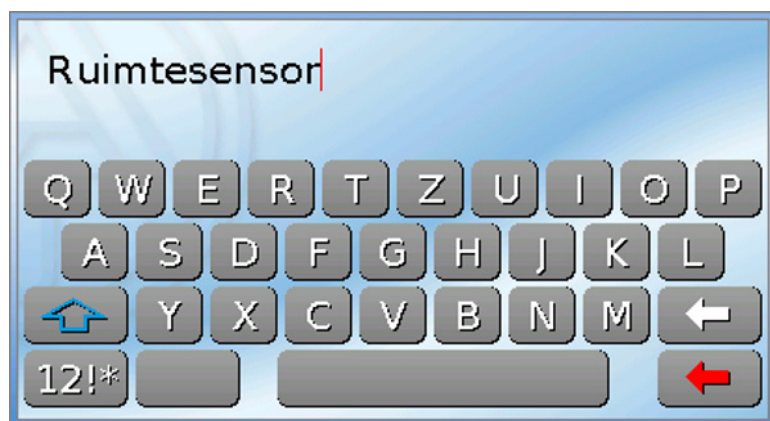 Ruimtesensor
Q W E R T Z U I O P
A S D F G H J K L
Y X C V B N M
12!*